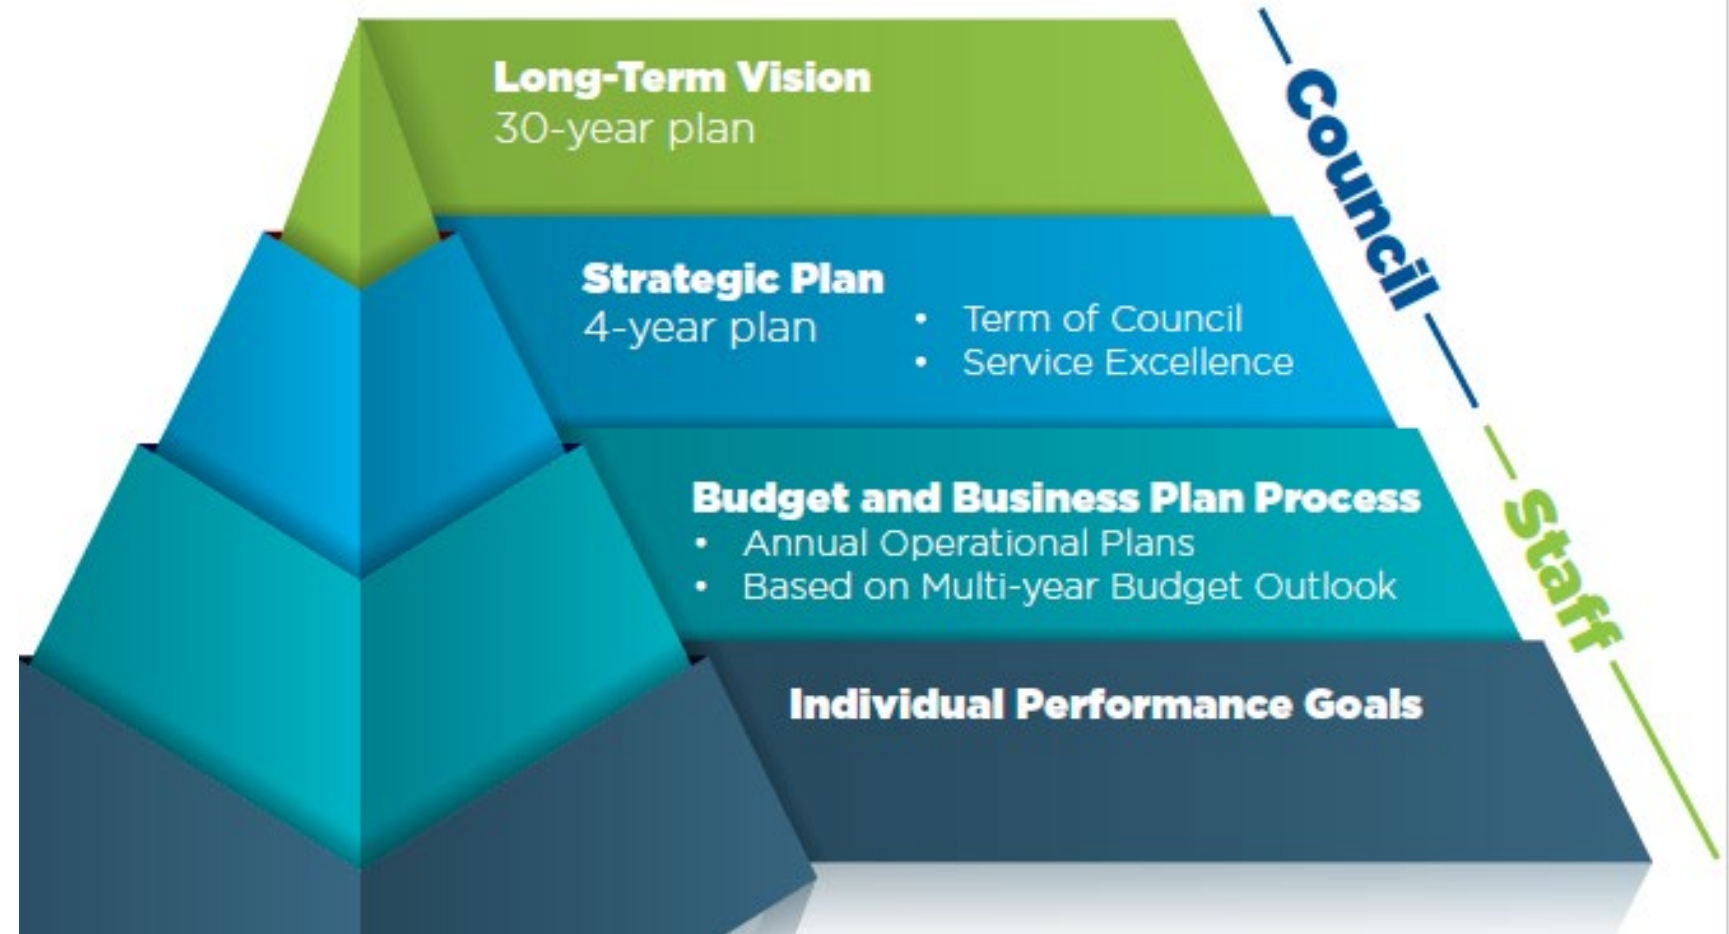 Long-Term Vision
30-year plan
Strategic Plan
4-year plan
• Term of Council
• Service Excellence
Budget and Business Plan Process
• Annual Operational Plans
• Based on Multi-year Budget Outlook
Individual Performance Goals
Council
Staff